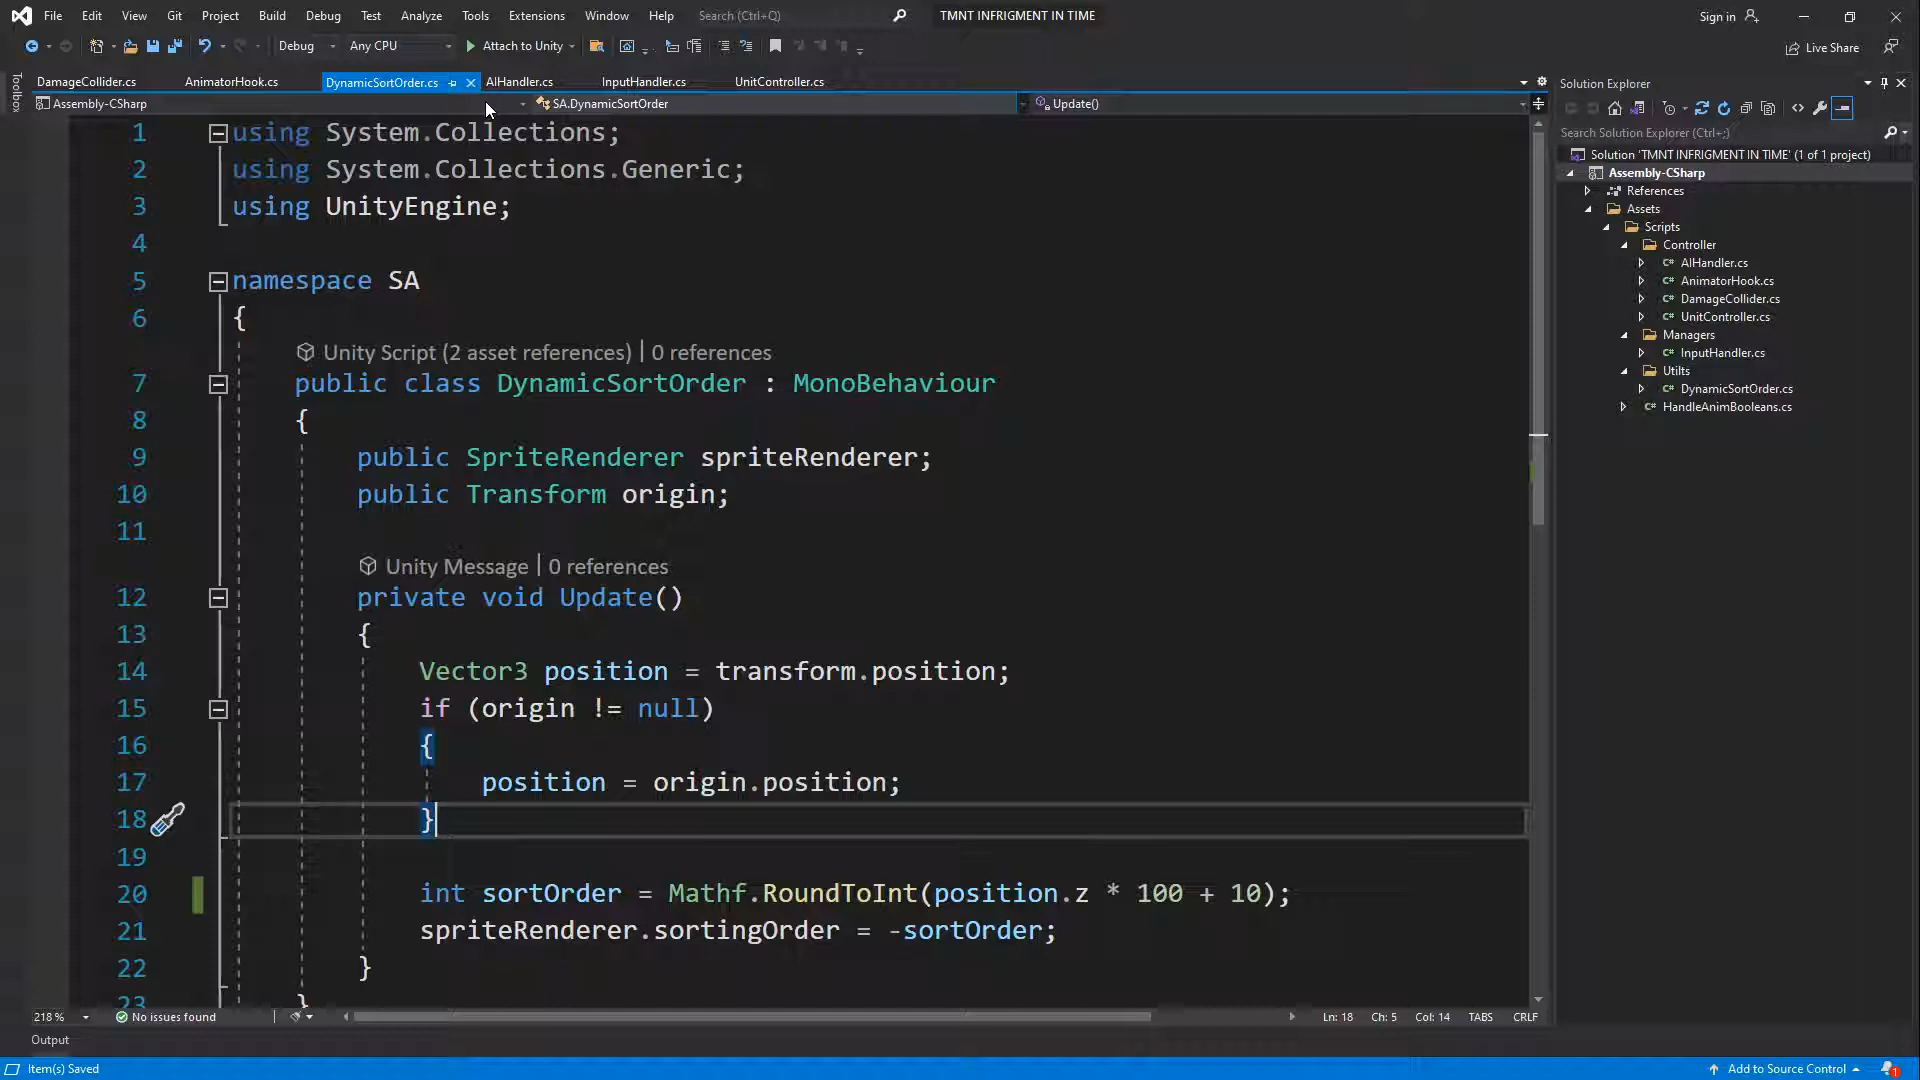 File Edit View Git Project Build Debug Test Analyze Tools Extensions Window Help Search (Ctrl+Q) TMNT INFRIGMENT IN TIME Sign in
Debug Any CPU Attach to Unity Live Share
Toolbox
DamageCollider.cs AnimatorHook.cs DynamicSortOrder.cs AIHandler.cs InputHandler.cs UnitController.cs
Assembly-CSharp SA.DynamicSortOrder Update()
1 using System.Collections;
2 using System.Collections.Generic;
3 using UnityEngine;
4
5 namespace SA
6 {
Unity Script (2 asset references) | 0 references
7 public class DynamicSortOrder : MonoBehaviour
8 {
9 public SpriteRenderer spriteRenderer;
10 public Transform origin;
11
Unity Message | 0 references
12 private void Update()
13 {
14 Vector3 position = transform.position;
15 if (origin != null)
16 {
17 position = origin.position;
18 }
19
20 int sortOrder = Mathf.RoundToInt(position.z * 100 + 10);
21 spriteRenderer.sortingOrder = -sortOrder;
22 }
23 }
218 % No issues found Ln: 18 Ch: 5 Col: 14 TABS CRLF
Output
Item(s) Saved Add to Source Control 1
Solution Explorer
Search Solution Explorer (Ctrl+;)
Solution 'TMNT INFRIGMENT IN TIME' (1 of 1 project)
Assembly-CSharp
References
Assets
Scripts
Controller
C# AIHandler.cs
C# AnimatorHook.cs
C# DamageCollider.cs
C# UnitController.cs
Managers
C# InputHandler.cs
Utilts
C# DynamicSortOrder.cs
C# HandleAnimBooleans.cs